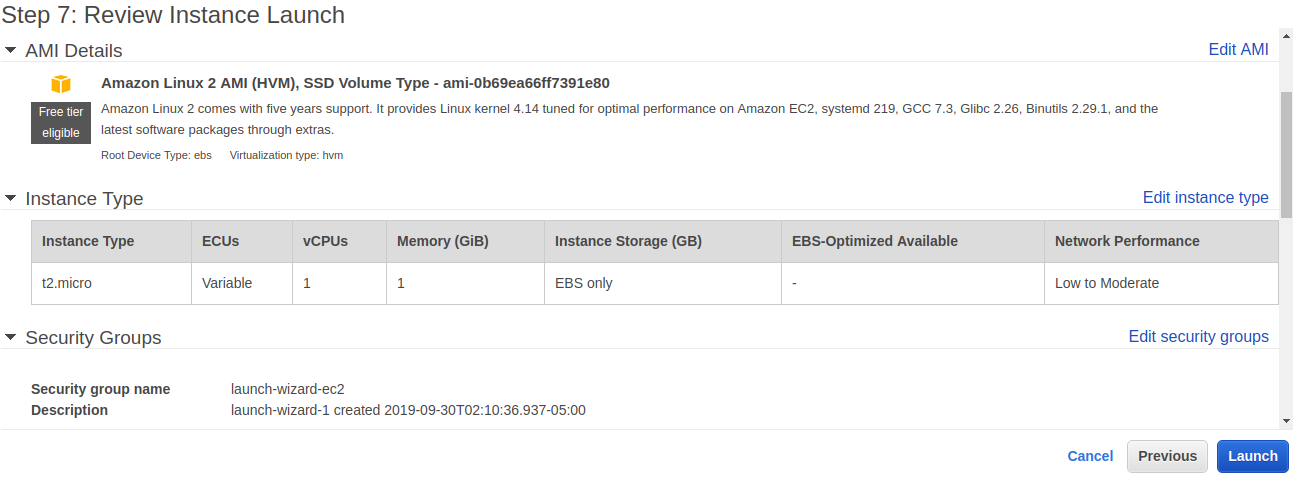 Step 7: Review Instance Launch
AMI Details
Edit AMI
Amazon Linux 2 AMI (HVM), SSD Volume Type - ami-0b69ea66ff7391e80
Free tier
eligible
Amazon Linux 2 comes with five years support. It provides Linux kernel 4.14 tuned for optimal performance on Amazon EC2, systemd 219, GCC 7.3, Glibc 2.26, Binutils 2.29.1, and the
latest software packages through extras.
Root Device Type: ebs Virtualization type: hvm
Instance Type
Edit instance type
Instance Type ECUs vCPUs Memory (GiB) Instance Storage (GB) EBS-Optimized Available Network Performance
t2.micro Variable 1 1 EBS only - Low to Moderate
Security Groups
Edit security groups
Security group name launch-wizard-ec2
Description launch-wizard-1 created 2019-09-30T02:10:36.937-05:00
Cancel Previous Launch